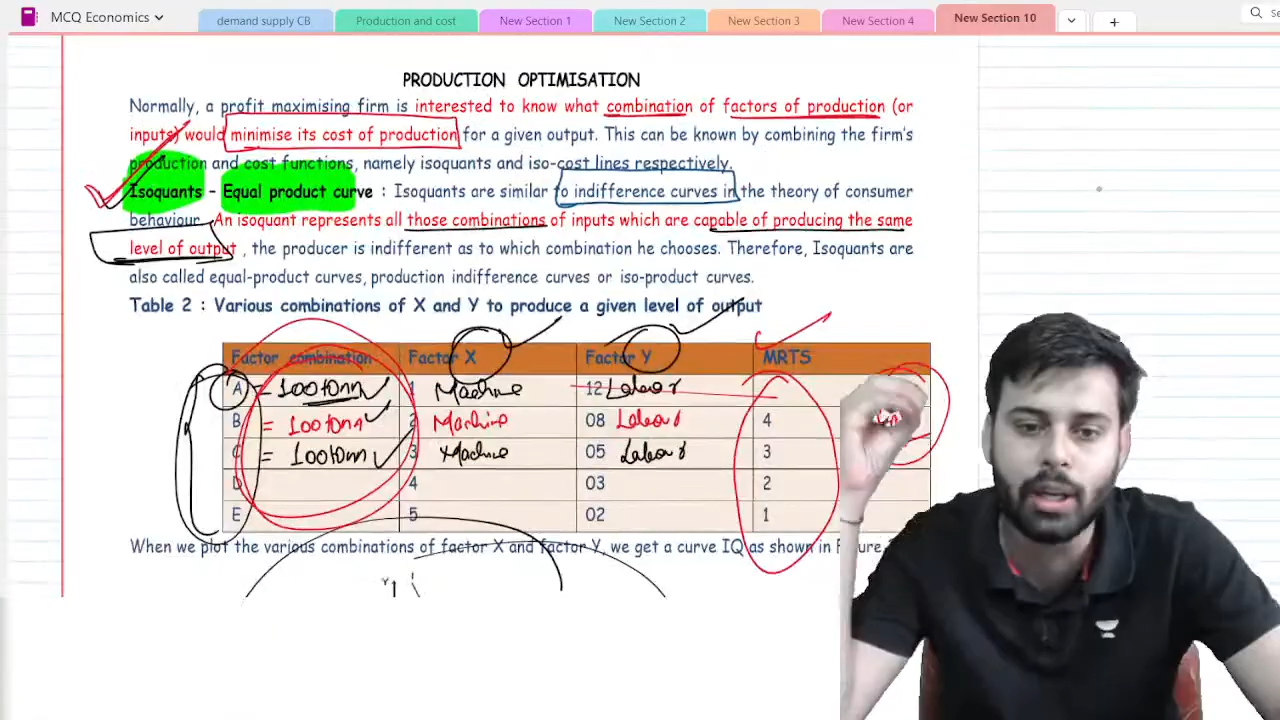 MCQ Economics
demand supply CB
Production and cost
New Section 1
New Section 2
New Section 3
New Section 4
New Section 10
PRODUCTION OPTIMISATION
Normally, a profit maximising firm is interested to know what combination of factors of production (or
inputs) would minimise its cost of production for a given output. This can be known by combining the firm's
production and cost functions, namely isoquants and iso-cost lines respectively.
Isoquants - Equal product curve : Isoquants are similar to indifference curves in the theory of consumer
behaviour. An isoquant represents all those combinations of inputs which are capable of producing the same
level of output , the producer is indifferent as to which combination he chooses. Therefore, Isoquants are
also called equal-product curves, production indifference curves or iso-product curves.
Table 2 : Various combinations of X and Y to produce a given level of output
Factor combination Factor X Factor Y MRTS
A = 100 tonn 1 Machine 12 Labour
B = 100 tonn 2 Machine 08 Labour 4
C = 100 tonn 3 Machine 05 Labour 3
D 4 03 2
E 5 02 1
When we plot the various combinations of factor X and factor Y, we get a curve IQ as shown in Figure